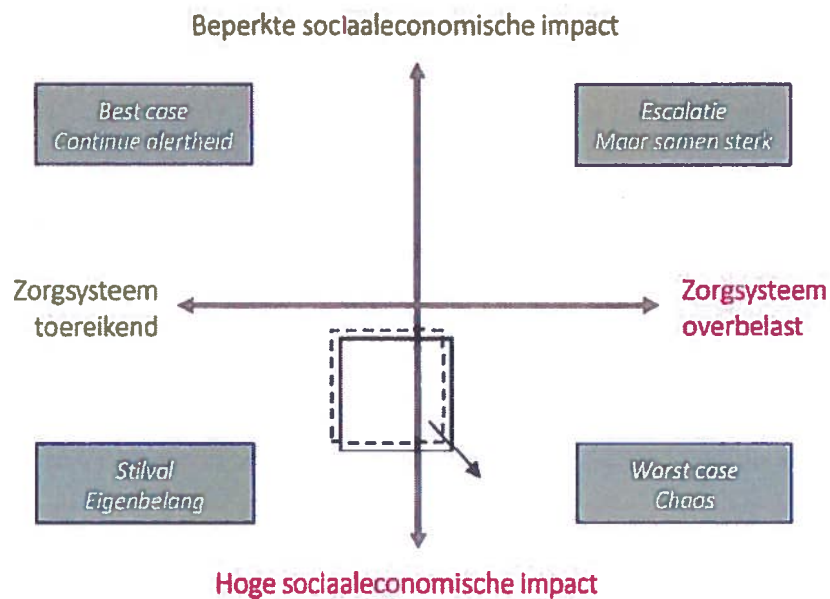 Beperkte sociaaleconomische impact
Best case
Continue alertheid
Escalatie
Maar samen sterk
Zorgsysteem
toereikend
Zorgsysteem
overbelast
Stilval
Eigenbelang
Worst case
Chaos
Hoge sociaaleconomische impact